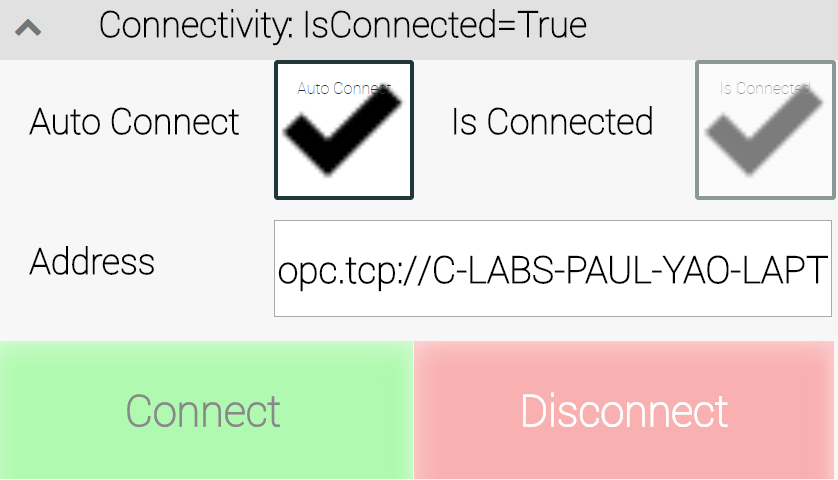 Connectivity: IsConnected=True
Auto Connect
Auto Connect
Is Connected
Is Connected
Address
opc.tcp://C-LABS-PAUL-YAO-LAPT
Connect
Disconnect